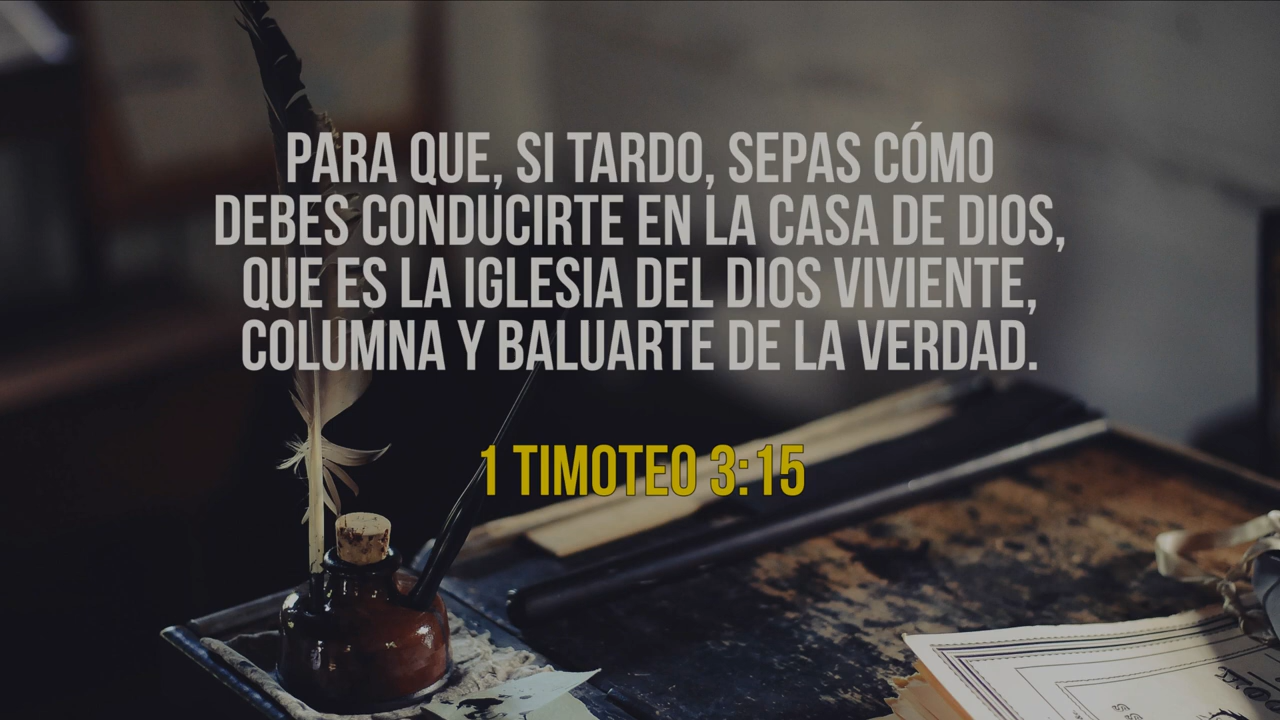 PARA QUE, SI TARDO, SEPAS CÓMO
DEBES CONDUCIRTE EN LA CASA DE DIOS,
QUE ES LA IGLESIA DEL DIOS VIVIENTE,
COLUMNA Y BALUARTE DE LA VERDAD.
1 TIMOTEO 3:15